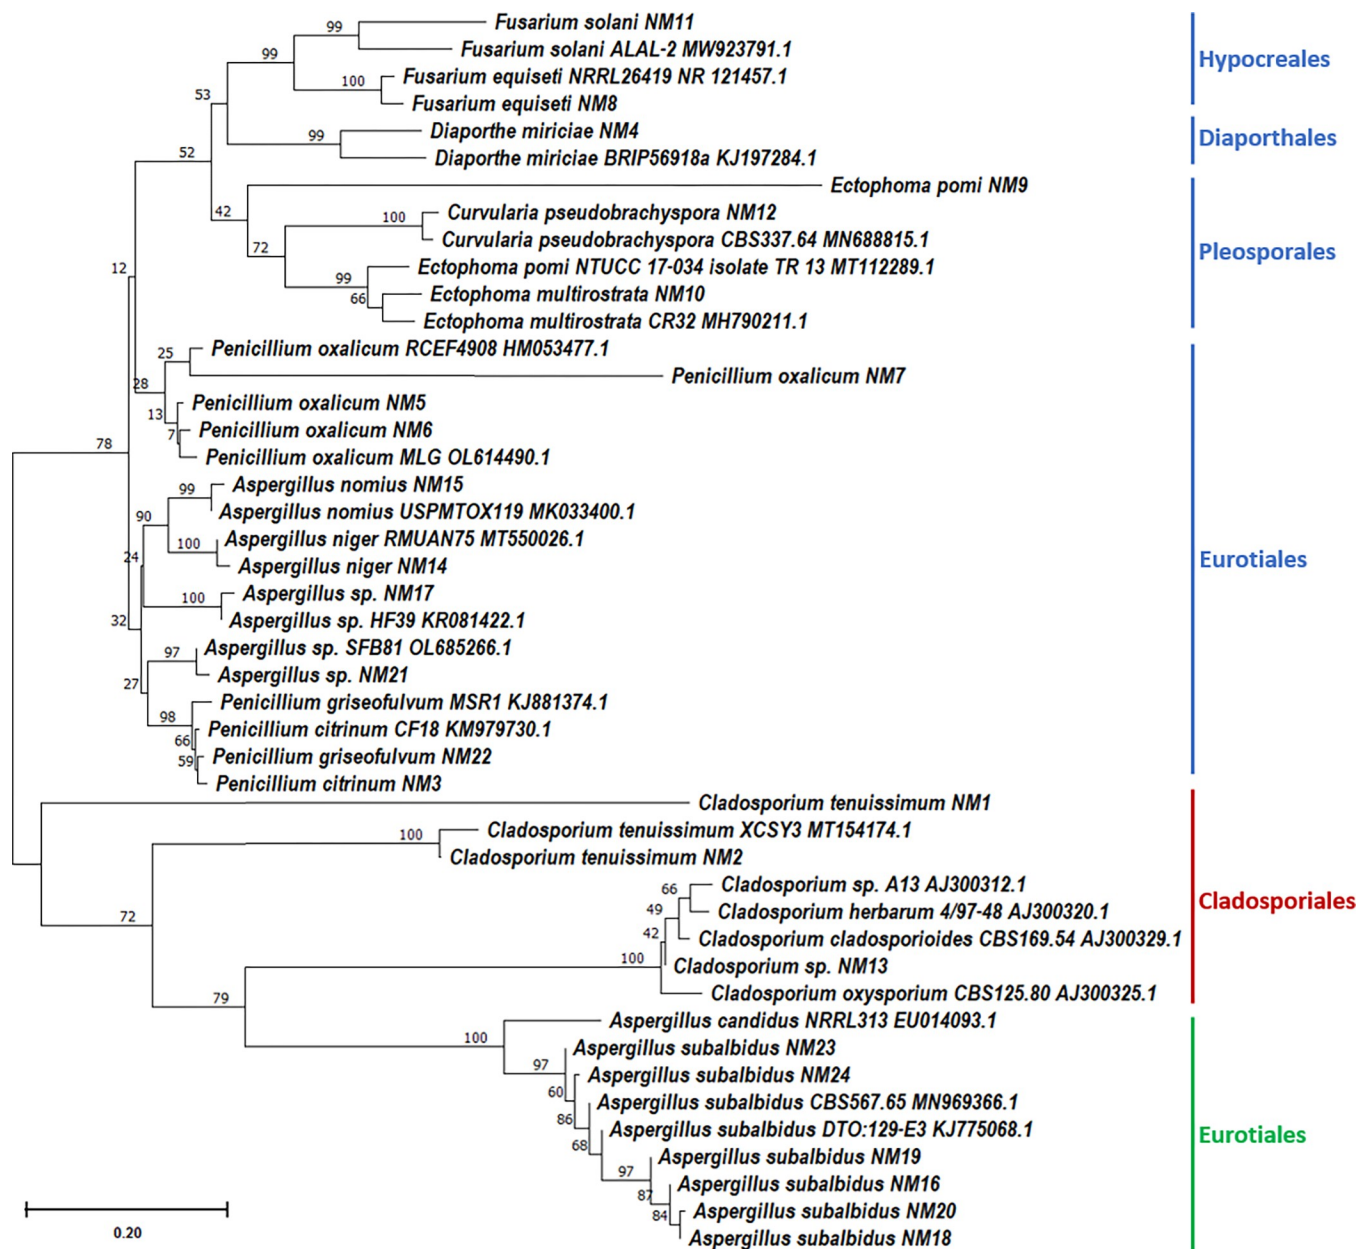 99
Fusarium solani NM11
Fusarium solani ALAL-2 MW923791.1
99
Fusarium equiseti NRRL26419 NR 121457.1
100
Fusarium equiseti NM8
Hypocreales
53
Diaporthe miriciae NM4
99
Diaporthe miriciae BRIP56918a KJ197284.1
Diaporthales
52
Ectophoma pomi NM9
42
Curvularia pseudobrachyspora NM12
100
Curvularia pseudobrachyspora CBS337.64 MN688815.1
72
Ectophoma pomi NTUCC 17-034 isolate TR 13 MT112289.1
99
Ectophoma multirostrata NM10
66
Ectophoma multirostrata CR32 MH790211.1
Pleosporales
12
Penicillium oxalicum RCEF4908 HM053477.1
25
Penicillium oxalicum NM7
28
Penicillium oxalicum NM5
13
Penicillium oxalicum NM6
7
Penicillium oxalicum MLG OL614490.1
78
Aspergillus nomius NM15
99
Aspergillus nomius USPMTOX119 MK033400.1
90
Aspergillus niger RMUAN75 MT550026.1
100
Aspergillus niger NM14
24
Aspergillus sp. NM17
100
Aspergillus sp. HF39 KR081422.1
32
Aspergillus sp. SFB81 OL685266.1
97
Aspergillus sp. NM21
27
Penicillium griseofulvum MSR1 KJ881374.1
98
Penicillium citrinum CF18 KM979730.1
66
Penicillium griseofulvum NM22
59
Penicillium citrinum NM3
Eurotiales
Cladosporium tenuissimum NM1
Cladosporium tenuissimum XCSY3 MT154174.1
100
Cladosporium tenuissimum NM2
72
Cladosporium sp. A13 AJ300312.1
66
Cladosporium herbarum 4/97-48 AJ300320.1
49
Cladosporium cladosporioides CBS169.54 AJ300329.1
42
Cladosporium sp. NM13
100
Cladosporium oxysporium CBS125.80 AJ300325.1
Cladosporiales
79
Aspergillus candidus NRRL313 EU014093.1
100
Aspergillus subalbidus NM23
97
Aspergillus subalbidus NM24
60
Aspergillus subalbidus CBS567.65 MN969366.1
86
Aspergillus subalbidus DTO:129-E3 KJ775068.1
68
Aspergillus subalbidus NM19
97
Aspergillus subalbidus NM16
87
Aspergillus subalbidus NM20
84
Aspergillus subalbidus NM18
Eurotiales
0.20